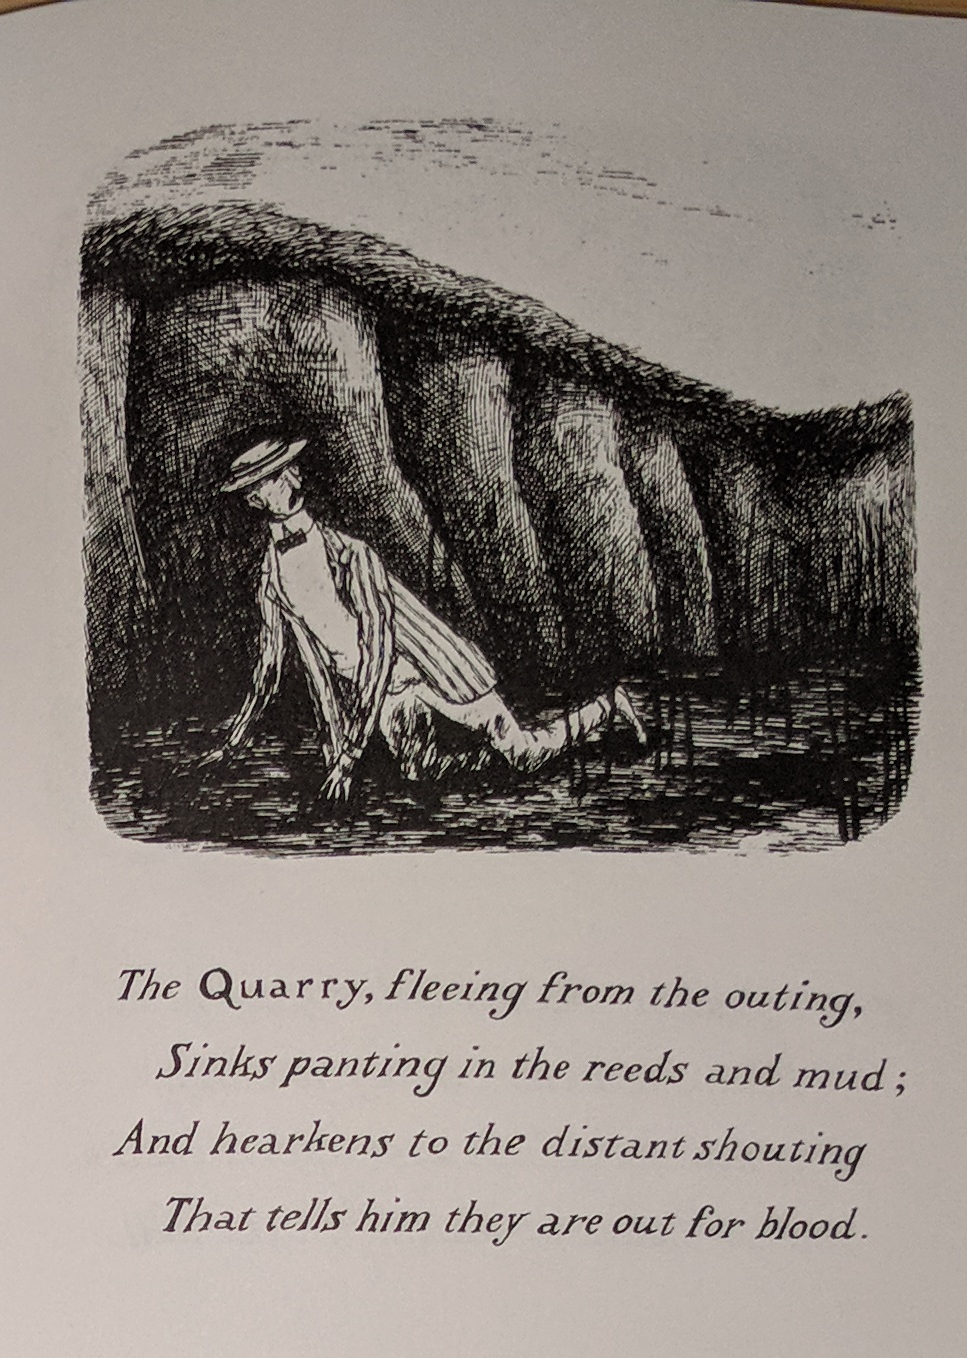 The Quarry, fleeing from the outing,
Sinks panting in the reeds and mud;
And hearkens to the distant shouting
That tells him they are out for blood.